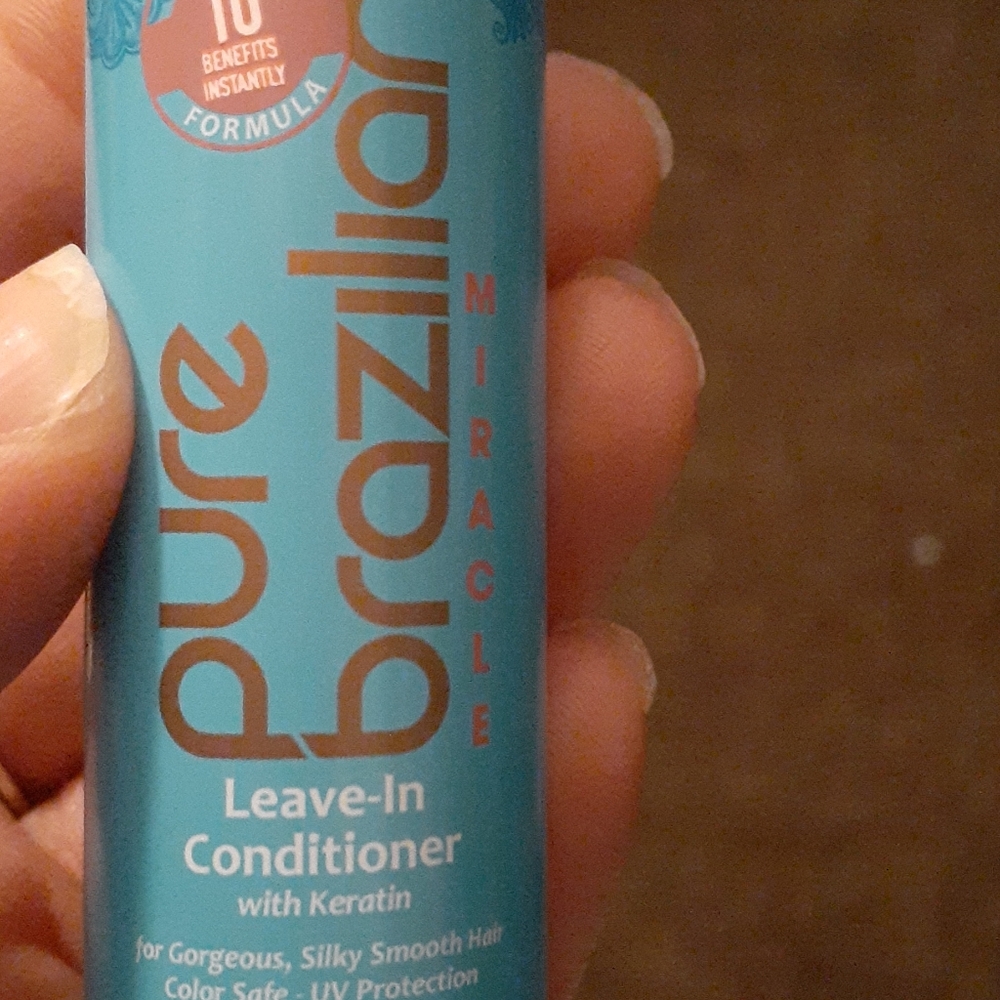 10
BENEFITS
INSTANTLY
FORMULA
pure
brazilian
MIRACLE
Leave-In
Conditioner
with Keratin
for Gorgeous, Silky Smooth Hair
Color Safe - UV Protection